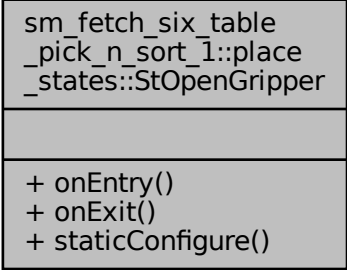 sm_fetch_six_table
_pick_n_sort_1::place
_states::StOpenGripper
+ onEntry()
+ onExit()
+ staticConfigure()